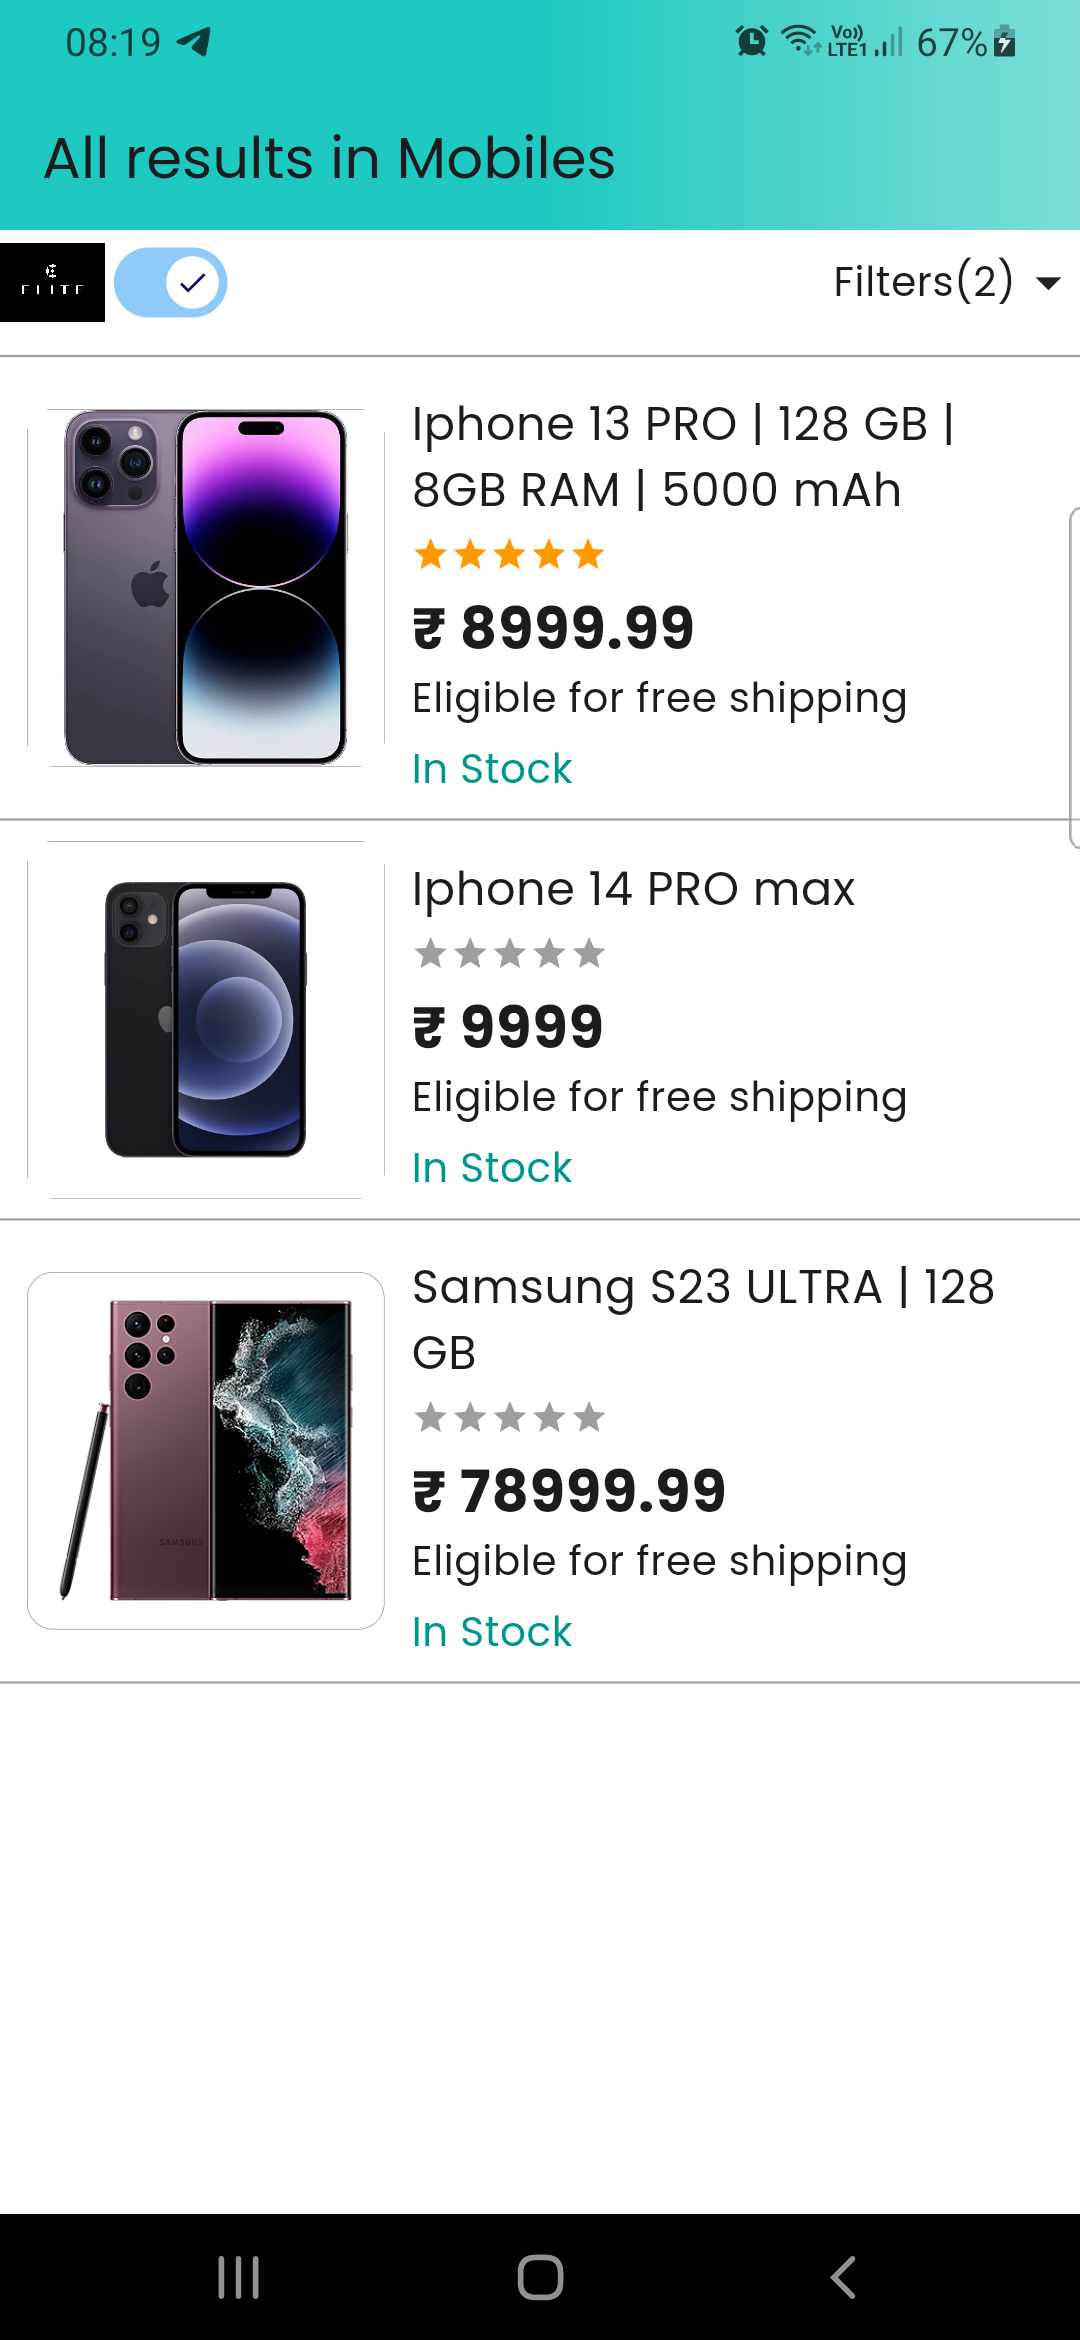 08:19
Vo))
LTE1
67%
All results in Mobiles
ELITE
Filters(2)
Iphone 13 PRO | 128 GB |
8GB RAM | 5000 mAh
₹ 8999.99
Eligible for free shipping
In Stock
Iphone 14 PRO max
₹ 9999
Eligible for free shipping
In Stock
Samsung S23 ULTRA | 128
GB
₹ 78999.99
Eligible for free shipping
In Stock
SAMSUNG